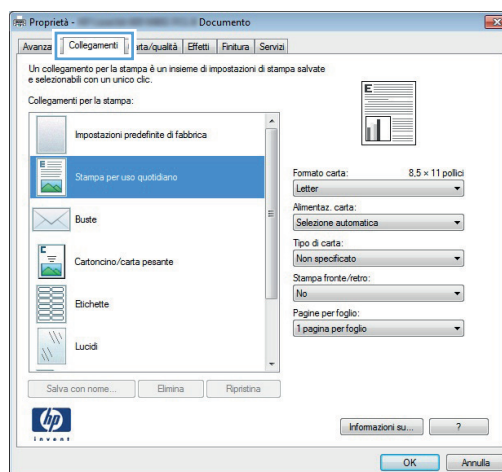 Proprietà - Documento
Avanza Collegamenti arta/qualità Effetti Finitura Servizi
Un collegamento per la stampa è un insieme di impostazioni di stampa salvate
e selezionabili con un unico clic.
Collegamenti per la stampa:
Impostazioni predefinite di fabbrica
E
Stampa per uso quotidiano
Buste
C
Cartoncino/carta pesante
Etichette
Lucidi
Salva con nome... Elimina Ripristina
E
Formato carta: 8,5 × 11 pollici
Letter
Alimentaz. carta:
Selezione automatica
Tipo di carta:
Non specificato
Stampa fronte/retro:
No
Pagine per foglio:
1 pagina per foglio
hp
invent
Informazioni su... ?
OK Annulla